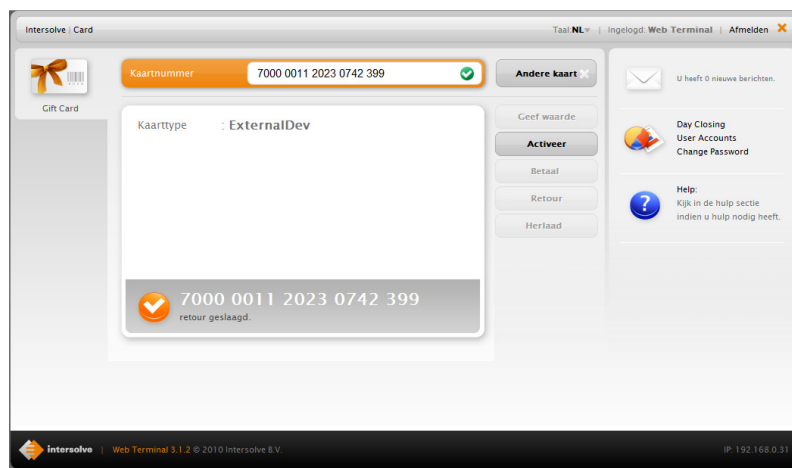 Intersolve | Card
Taal: NL | Ingelogd: Web Terminal | Afmelden
Gift Card
Kaartnummer 7000 0011 2023 0742 399
Andere kaart
Kaarttype : ExternalDev
Geef waarde
Activeer
Betaal
Retour
Herlaad
7000 0011 2023 0742 399
retour geslaagd.
U heeft 0 nieuwe berichten.
Day Closing
User Accounts
Change Password
Help:
Kijk in de hulp sectie
indien u hulp nodig heeft.
intersolve | Web Terminal 3.1.2 © 2010 Intersolve B.V.
IP: 192.168.0.31